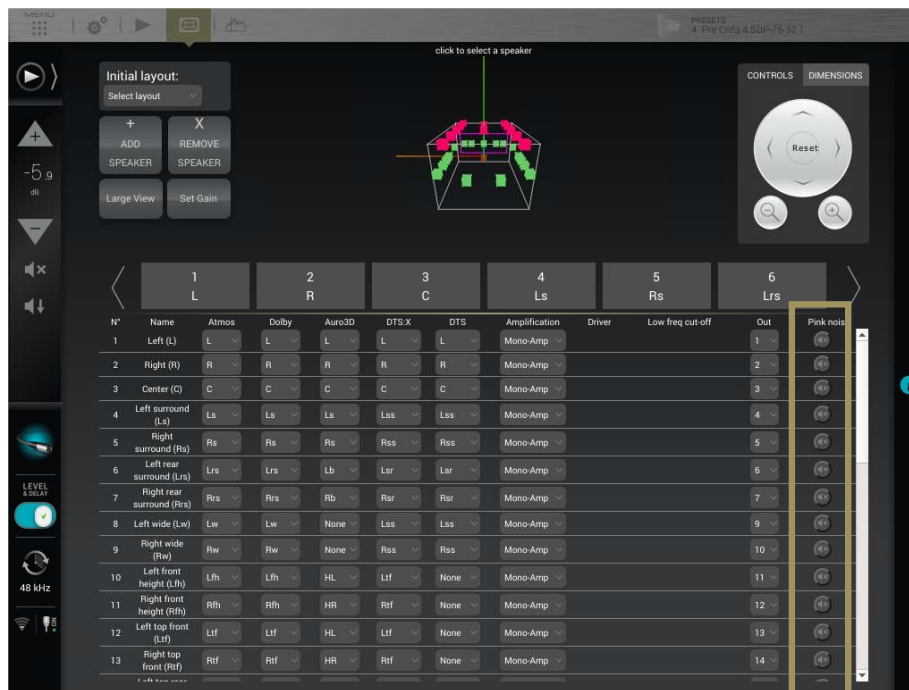 MENU
PRESETS
4. Pre Cnfg 4.SDP-75-32 1
click to select a speaker
Initial layout:
Select layout
+
ADD
SPEAKER
X
REMOVE
SPEAKER
Large View
Set Gain
CONTROLS DIMENSIONS
Reset
-5.9
dB
1 2 3 4 5 6
L R C Ls Rs Lrs
N° Name Atmos Dolby Auro3D DTS:X DTS Amplification Driver Low freq cut-off Out Pink nois
1 Left (L) L L L L L Mono-Amp 1
2 Right (R) R R R R R Mono-Amp 2
3 Center (C) C C C C C Mono-Amp 3
4 Left surround (Ls) Ls Ls Ls Lss Lss Mono-Amp 4
5 Right surround (Rs) Rs Rs Rs Rss Rss Mono-Amp 5
6 Left rear surround (Lrs) Lrs Lrs Lb Lsr Lsr Mono-Amp 6
7 Right rear surround (Rrs) Rrs Rrs Rb Rsr Rsr Mono-Amp 7
8 Left wide (Lw) Lw Lw None Lss Lss Mono-Amp 9
9 Right wide (Rw) Rw Rw None Rss Rss Mono-Amp 10
10 Left front height (Lfh) Lfh Lfh HL Ltf None Mono-Amp 11
11 Right front height (Rfh) Rfh Rfh HR Rtf None Mono-Amp 12
12 Left top front (Ltf) Ltf Ltf HL Ltf None Mono-Amp 13
13 Right top front (Rtf) Rtf Rtf HR Rtf None Mono-Amp 14
LEVEL
& DELAY
48 kHz
ON